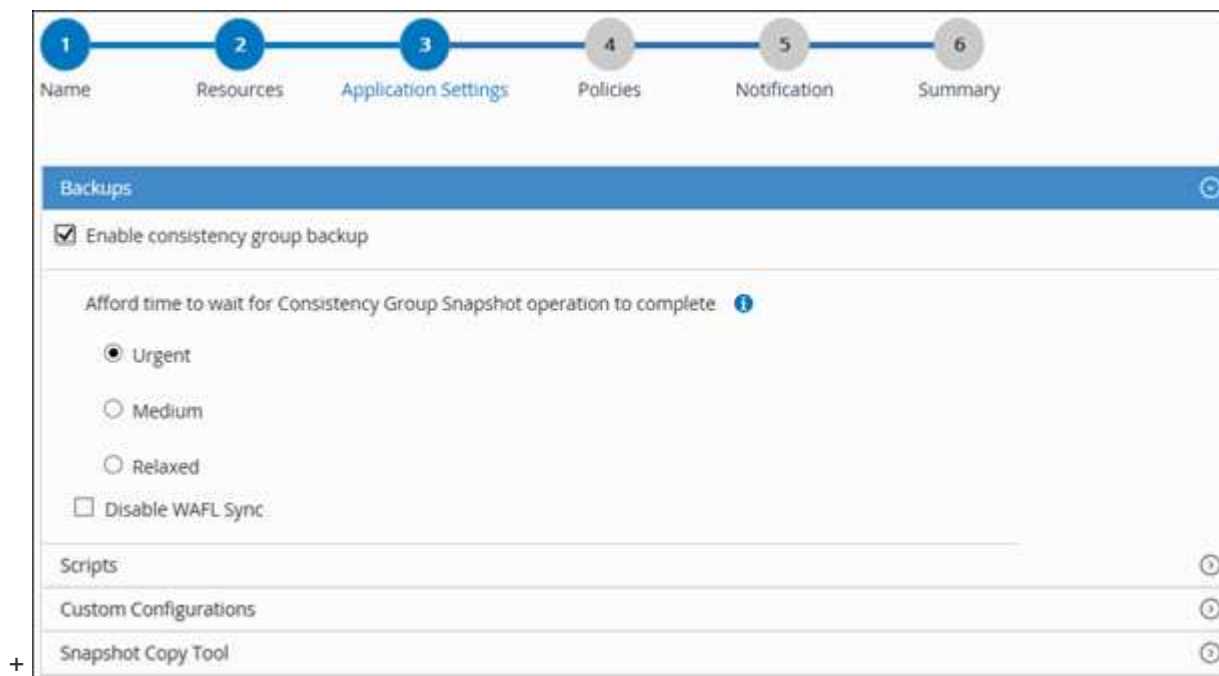 1 2 3 4 5 6
Name Resources Application Settings Policies Notification Summary
Backups
Enable consistency group backup
Afford time to wait for Consistency Group Snapshot operation to complete
Urgent
Medium
Relaxed
Disable WAFL Sync
Scripts
Custom Configurations
Snapshot Copy Tool
+